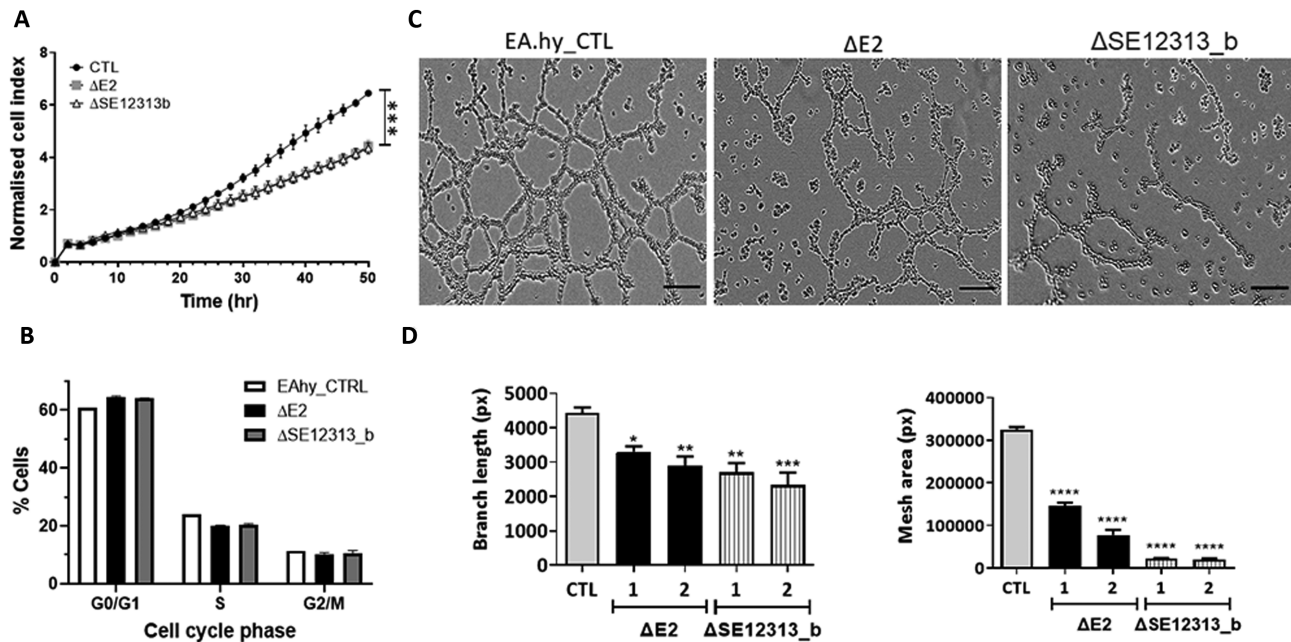 A
Normalised cell index
8
6
4
2
0
CTL
ΔE2
ΔSE12313b
***
0 10 20 30 40 50
Time (hr)
B
% Cells
60
40
20
0
EAhy_CTRL
ΔE2
ΔSE12313_b
G0/G1 S G2/M
Cell cycle phase
C
EA.hy_CTL ΔE2 ΔSE12313_b
D
Branch length (px)
5000
4000
3000
2000
1000
0
* ** ** ***
CTL 1 2 1 2
ΔE2 ΔSE12313_b
Mesh area (px)
400000
300000
200000
100000
0
**** **** **** ****
CTL 1 2 1 2
ΔE2 ΔSE12313_b